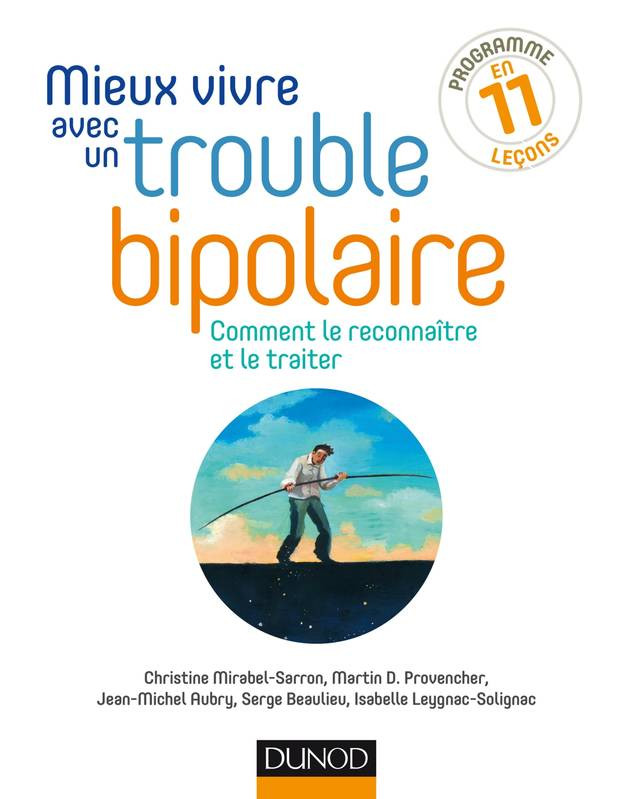 PROGRAMME
EN
11
LEÇONS
Mieux vivre
avec
un
trouble
bipolaire
Comment le reconnaître
et le traiter
Christine Mirabel-Sarron, Martin D. Provencher,
Jean-Michel Aubry, Serge Beaulieu, Isabelle Leygnac-Solignac
DUNOD